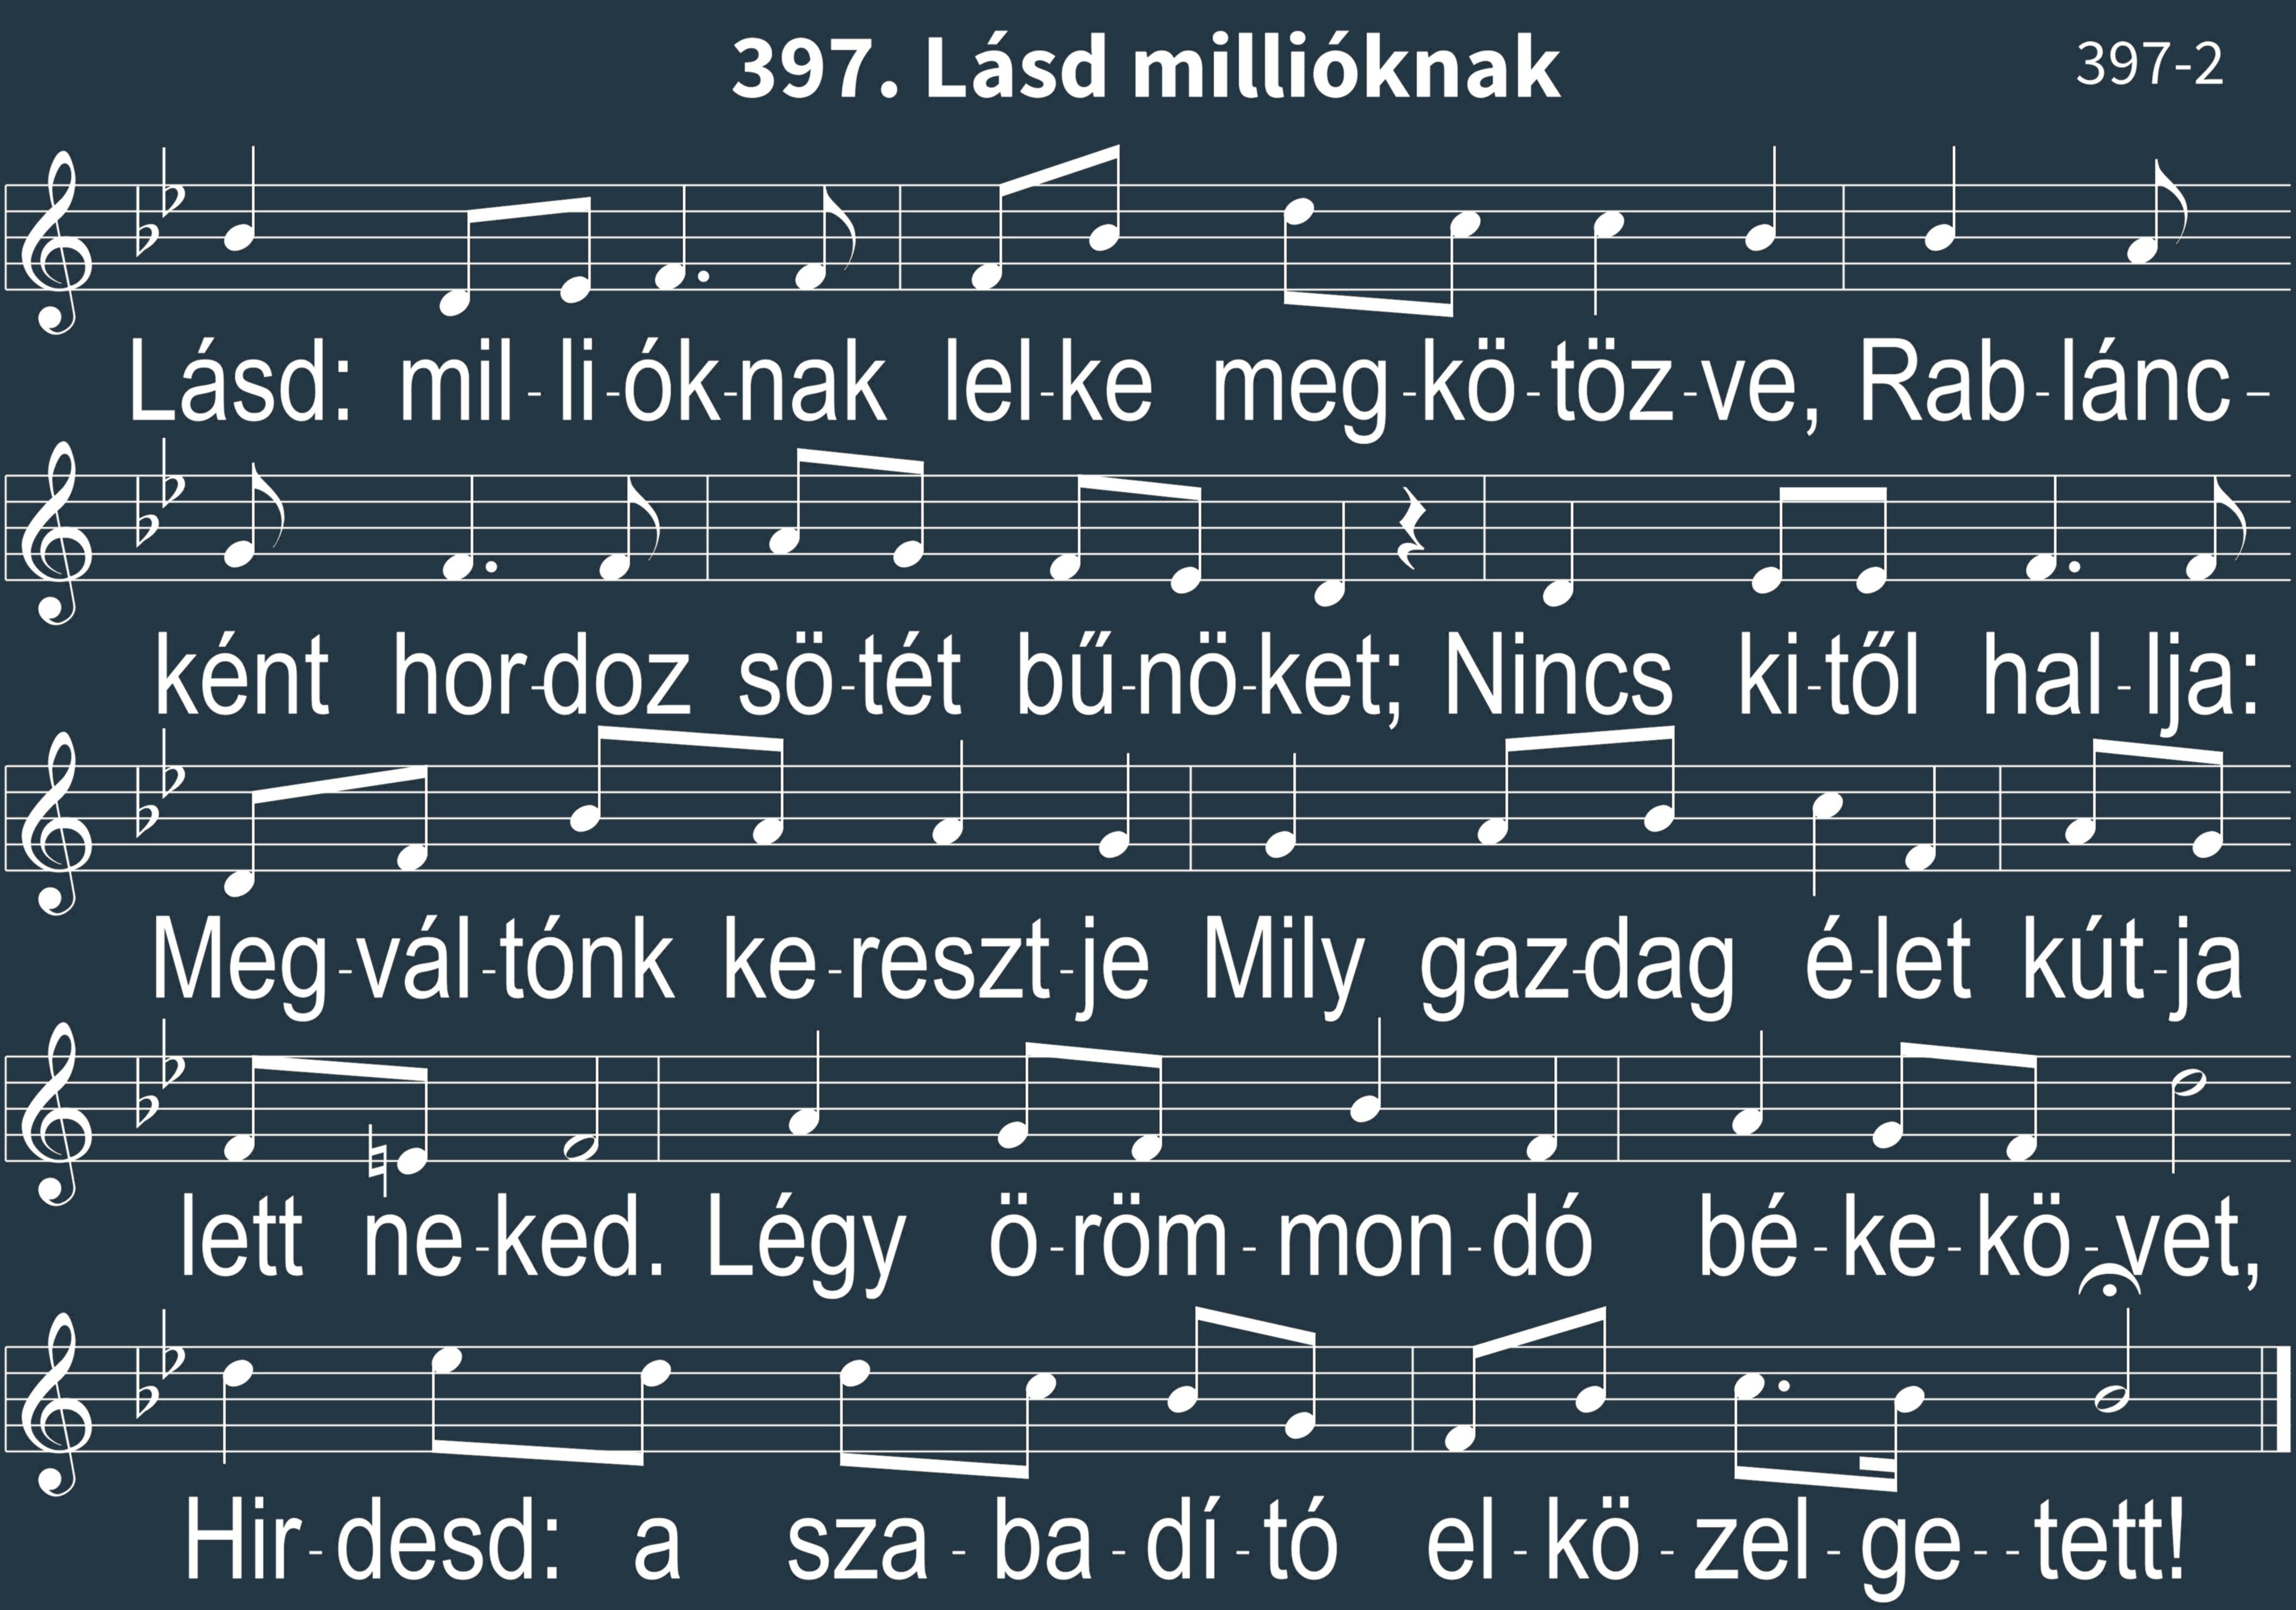 397. Lásd millióknak
397-2
Lásd: mil-li-ók-nak lel-ke meg-kö-töz-ve, Rab-lánc-
ként hor-doz sö-tét bű-nö-ket; Nincs ki-től hal-lja:
Meg-vál-tónk ke-reszt-je Mily gaz-dag é-let kút-ja
lett ne-ked. Légy ö-röm-mon-dó bé-ke-kö-vet,
Hir-desd: a sza-ba-dí-tó el-kö-zel-ge--tett!